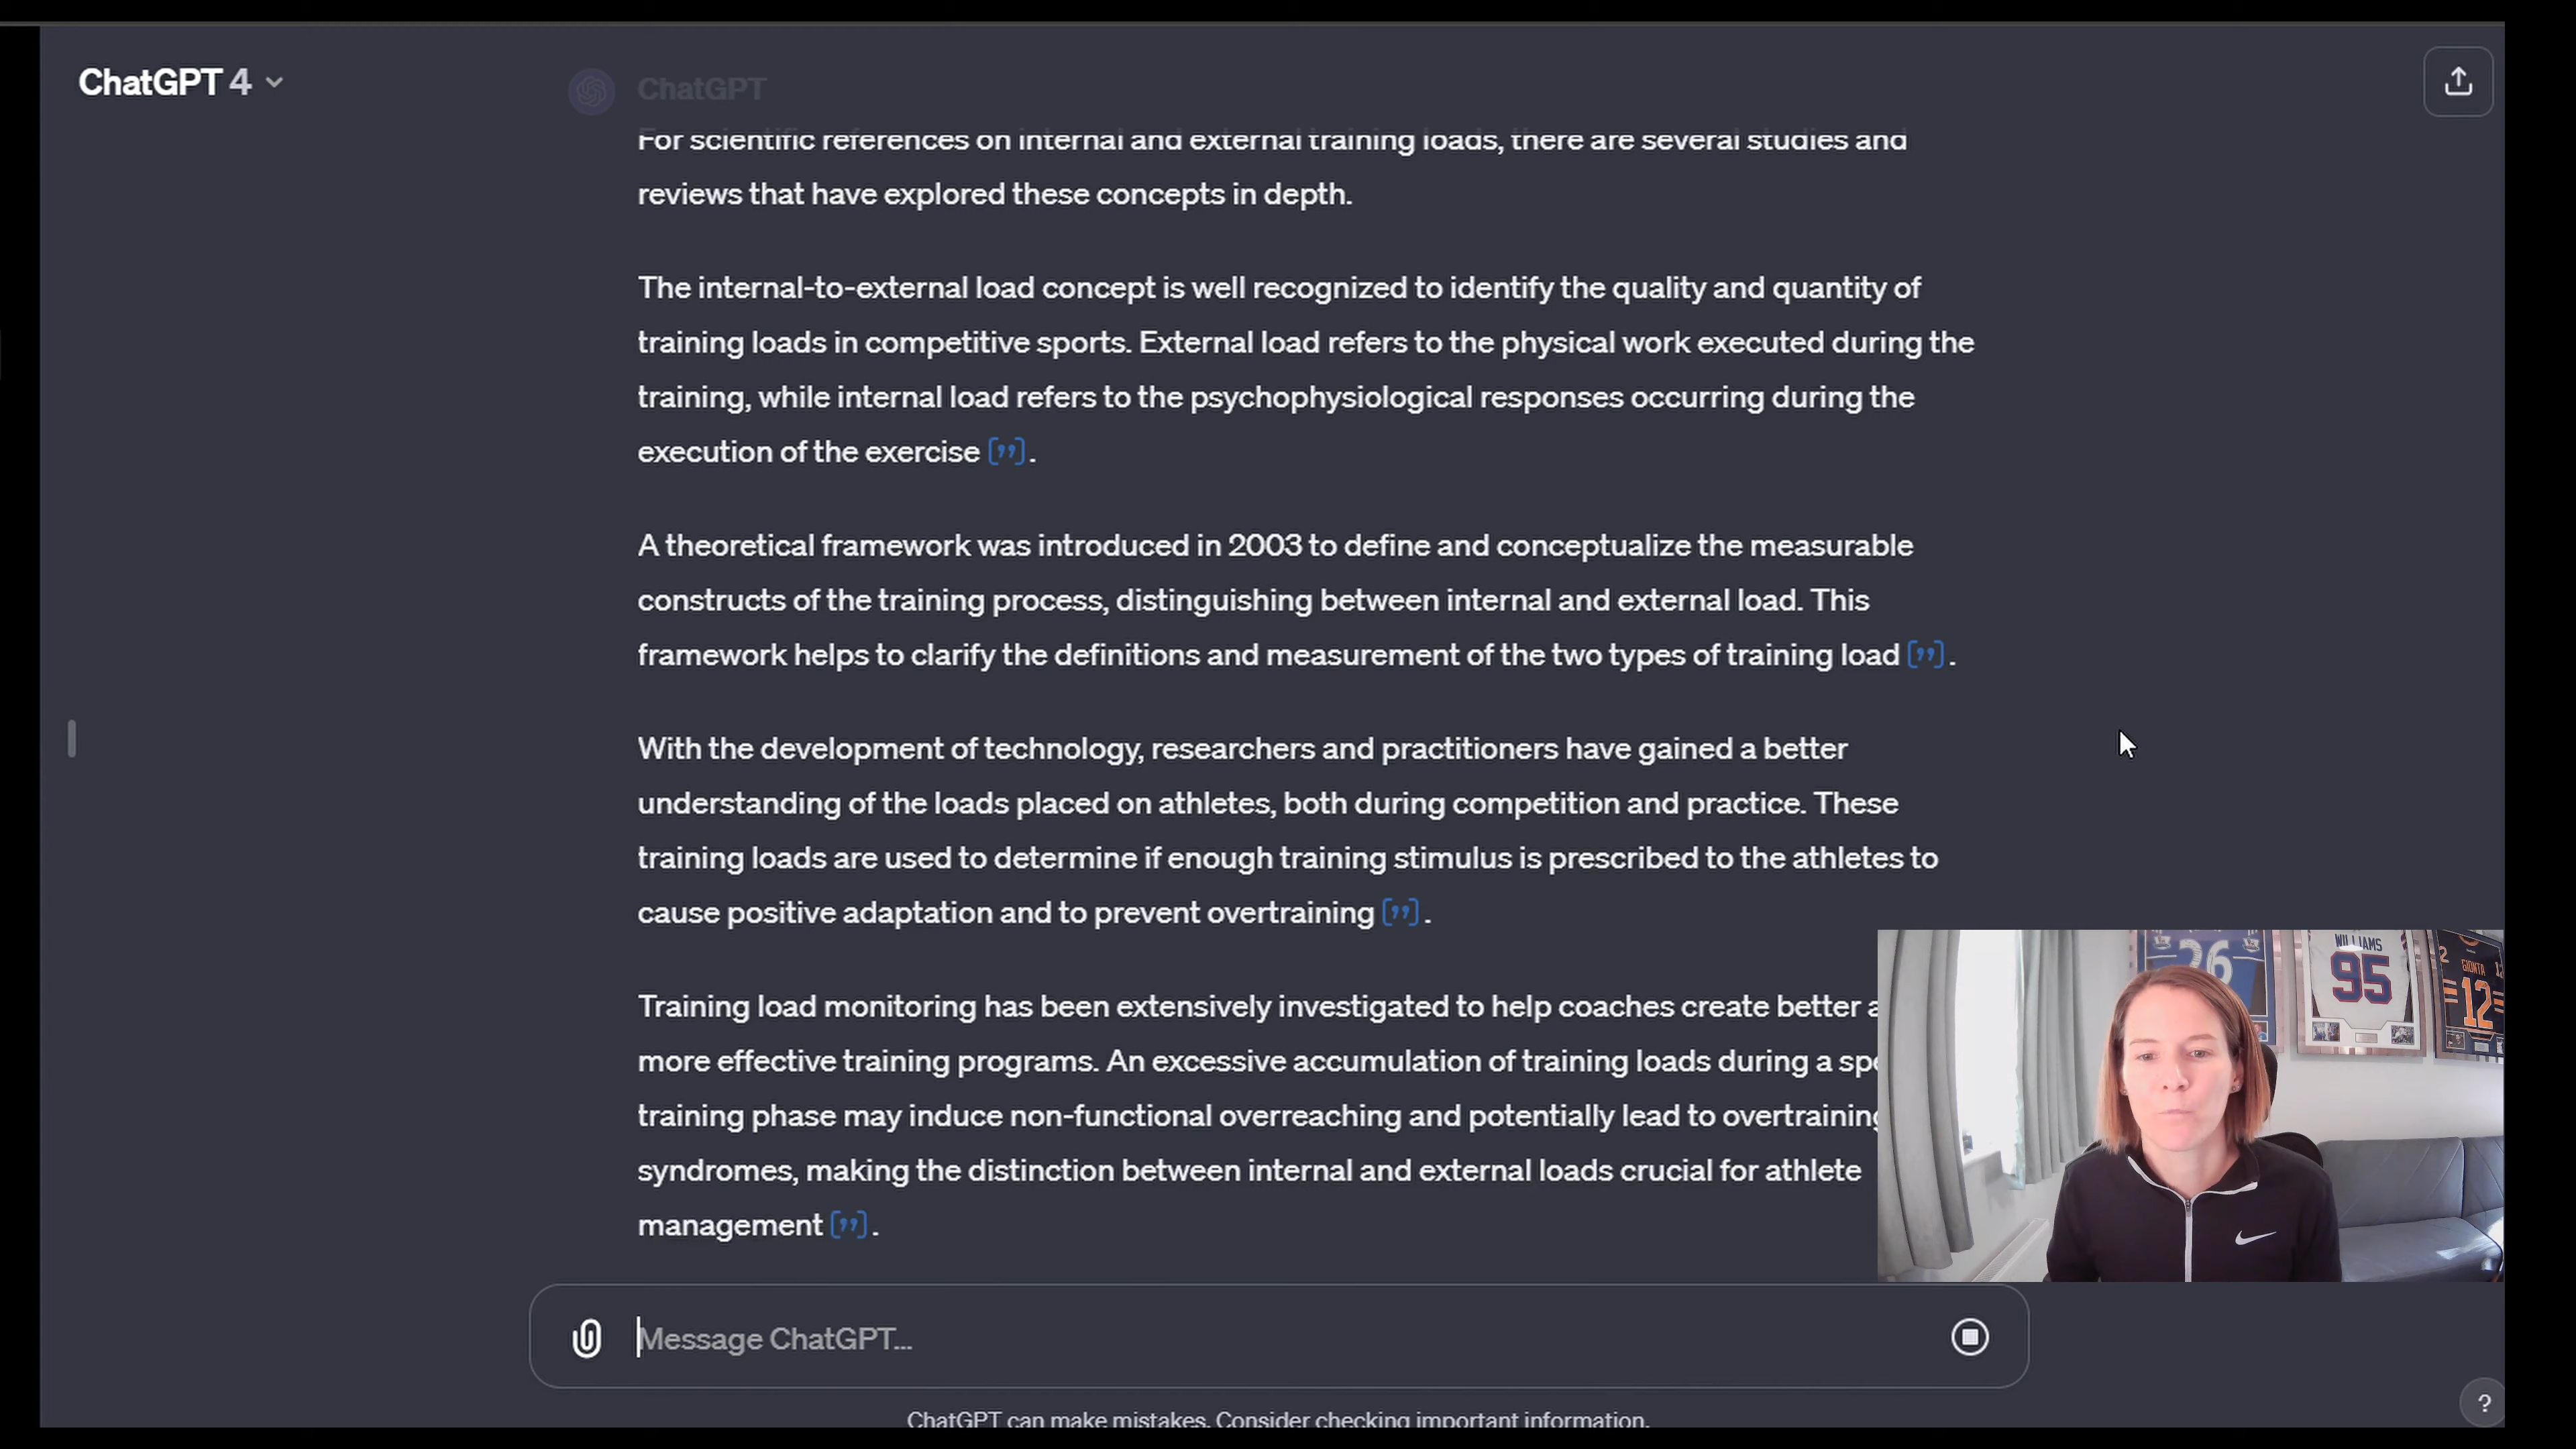 ChatGPT 4
ChatGPT
For scientific references on internal and external training loads, there are several studies and
reviews that have explored these concepts in depth.
The internal-to-external load concept is well recognized to identify the quality and quantity of
training loads in competitive sports. External load refers to the physical work executed during the
training, while internal load refers to the psychophysiological responses occurring during the
execution of the exercise ["].
A theoretical framework was introduced in 2003 to define and conceptualize the measurable
constructs of the training process, distinguishing between internal and external load. This
framework helps to clarify the definitions and measurement of the two types of training load ["].
With the development of technology, researchers and practitioners have gained a better
understanding of the loads placed on athletes, both during competition and practice. These
training loads are used to determine if enough training stimulus is prescribed to the athletes to
cause positive adaptation and to prevent overtraining ["].
Training load monitoring has been extensively investigated to help coaches create better a
more effective training programs. An excessive accumulation of training loads during a spe
training phase may induce non-functional overreaching and potentially lead to overtraining
syndromes, making the distinction between internal and external loads crucial for athlete
management ["].
26
WILLIAMS
95
GIONTA
12
Message ChatGPT...
ChatGPT can make mistakes. Consider checking important information.
?